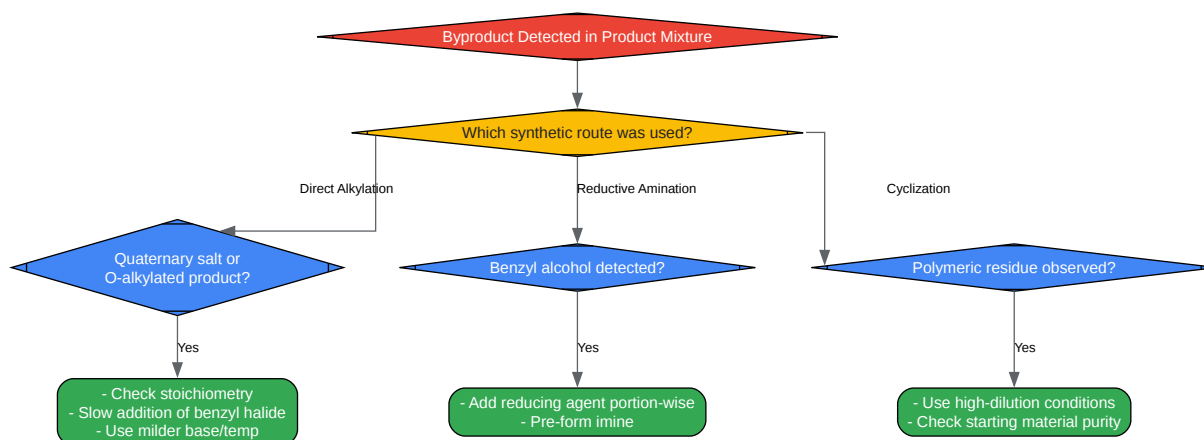 Byproduct Detected in Product Mixture
Which synthetic route was used?
Direct Alkylation
Reductive Amination
Cyclization
Quaternary salt or
O-alkylated product?
Benzyl alcohol detected?
Polymeric residue observed?
Yes
Yes
Yes
- Check stoichiometry
- Slow addition of benzyl halide
- Use milder base/temp
- Add reducing agent portion-wise
- Pre-form imine
- Use high-dilution conditions
- Check starting material purity